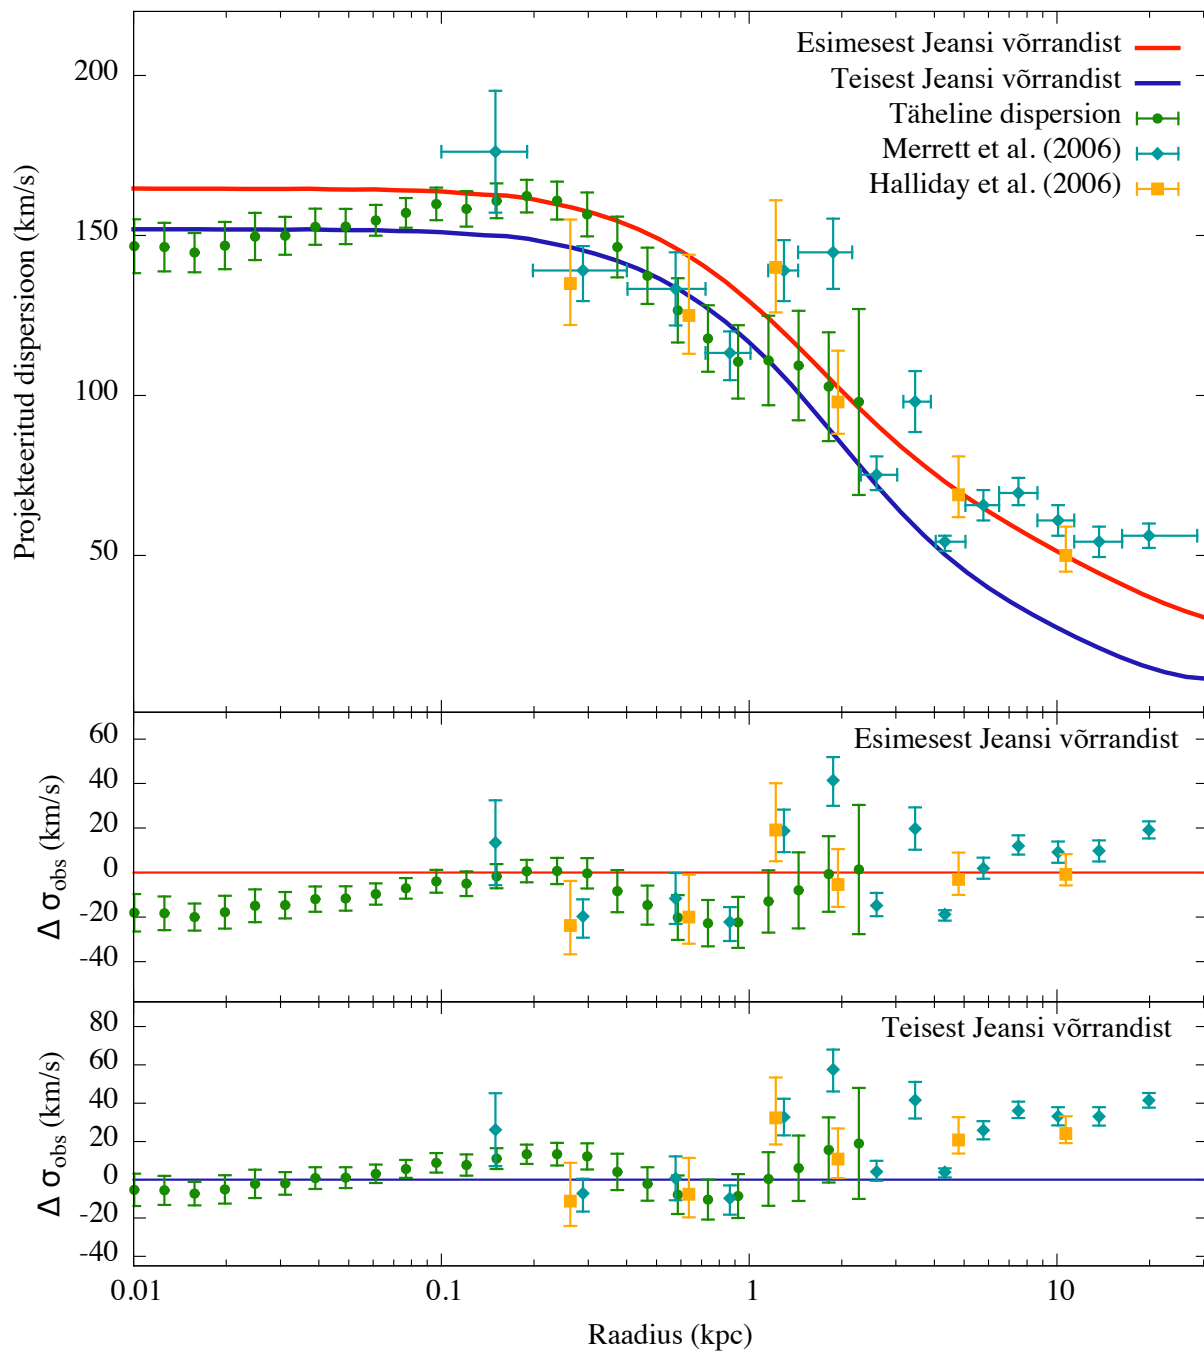 Esimesest Jeansi võrrandist
Teisest Jeansi võrrandist
Täheline dispersion
Merrett et al. (2006)
Halliday et al. (2006)
200
150
100
50
Projekteeritud dispersioon (km/s)
Esimesest Jeansi võrrandist
60
40
20
0
-20
-40
Δ σobs (km/s)
Teisest Jeansi võrrandist
80
60
40
20
0
-20
-40
Δ σobs (km/s)
0.01 0.1 1 10
Raadius (kpc)